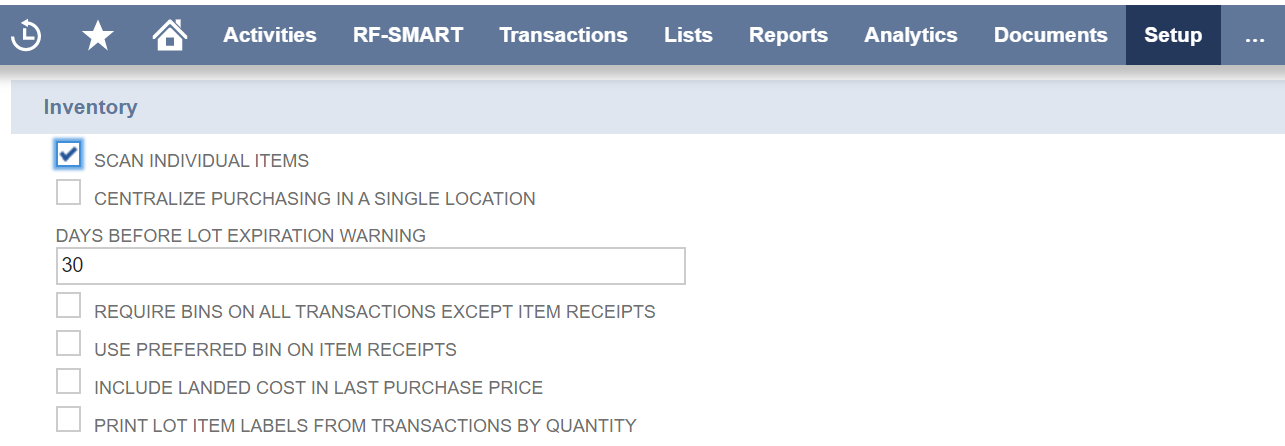 Activities RF-SMART Transactions Lists Reports Analytics Documents Setup ...
Inventory
SCAN INDIVIDUAL ITEMS
CENTRALIZE PURCHASING IN A SINGLE LOCATION
DAYS BEFORE LOT EXPIRATION WARNING
30
REQUIRE BINS ON ALL TRANSACTIONS EXCEPT ITEM RECEIPTS
USE PREFERRED BIN ON ITEM RECEIPTS
INCLUDE LANDED COST IN LAST PURCHASE PRICE
PRINT LOT ITEM LABELS FROM TRANSACTIONS BY QUANTITY